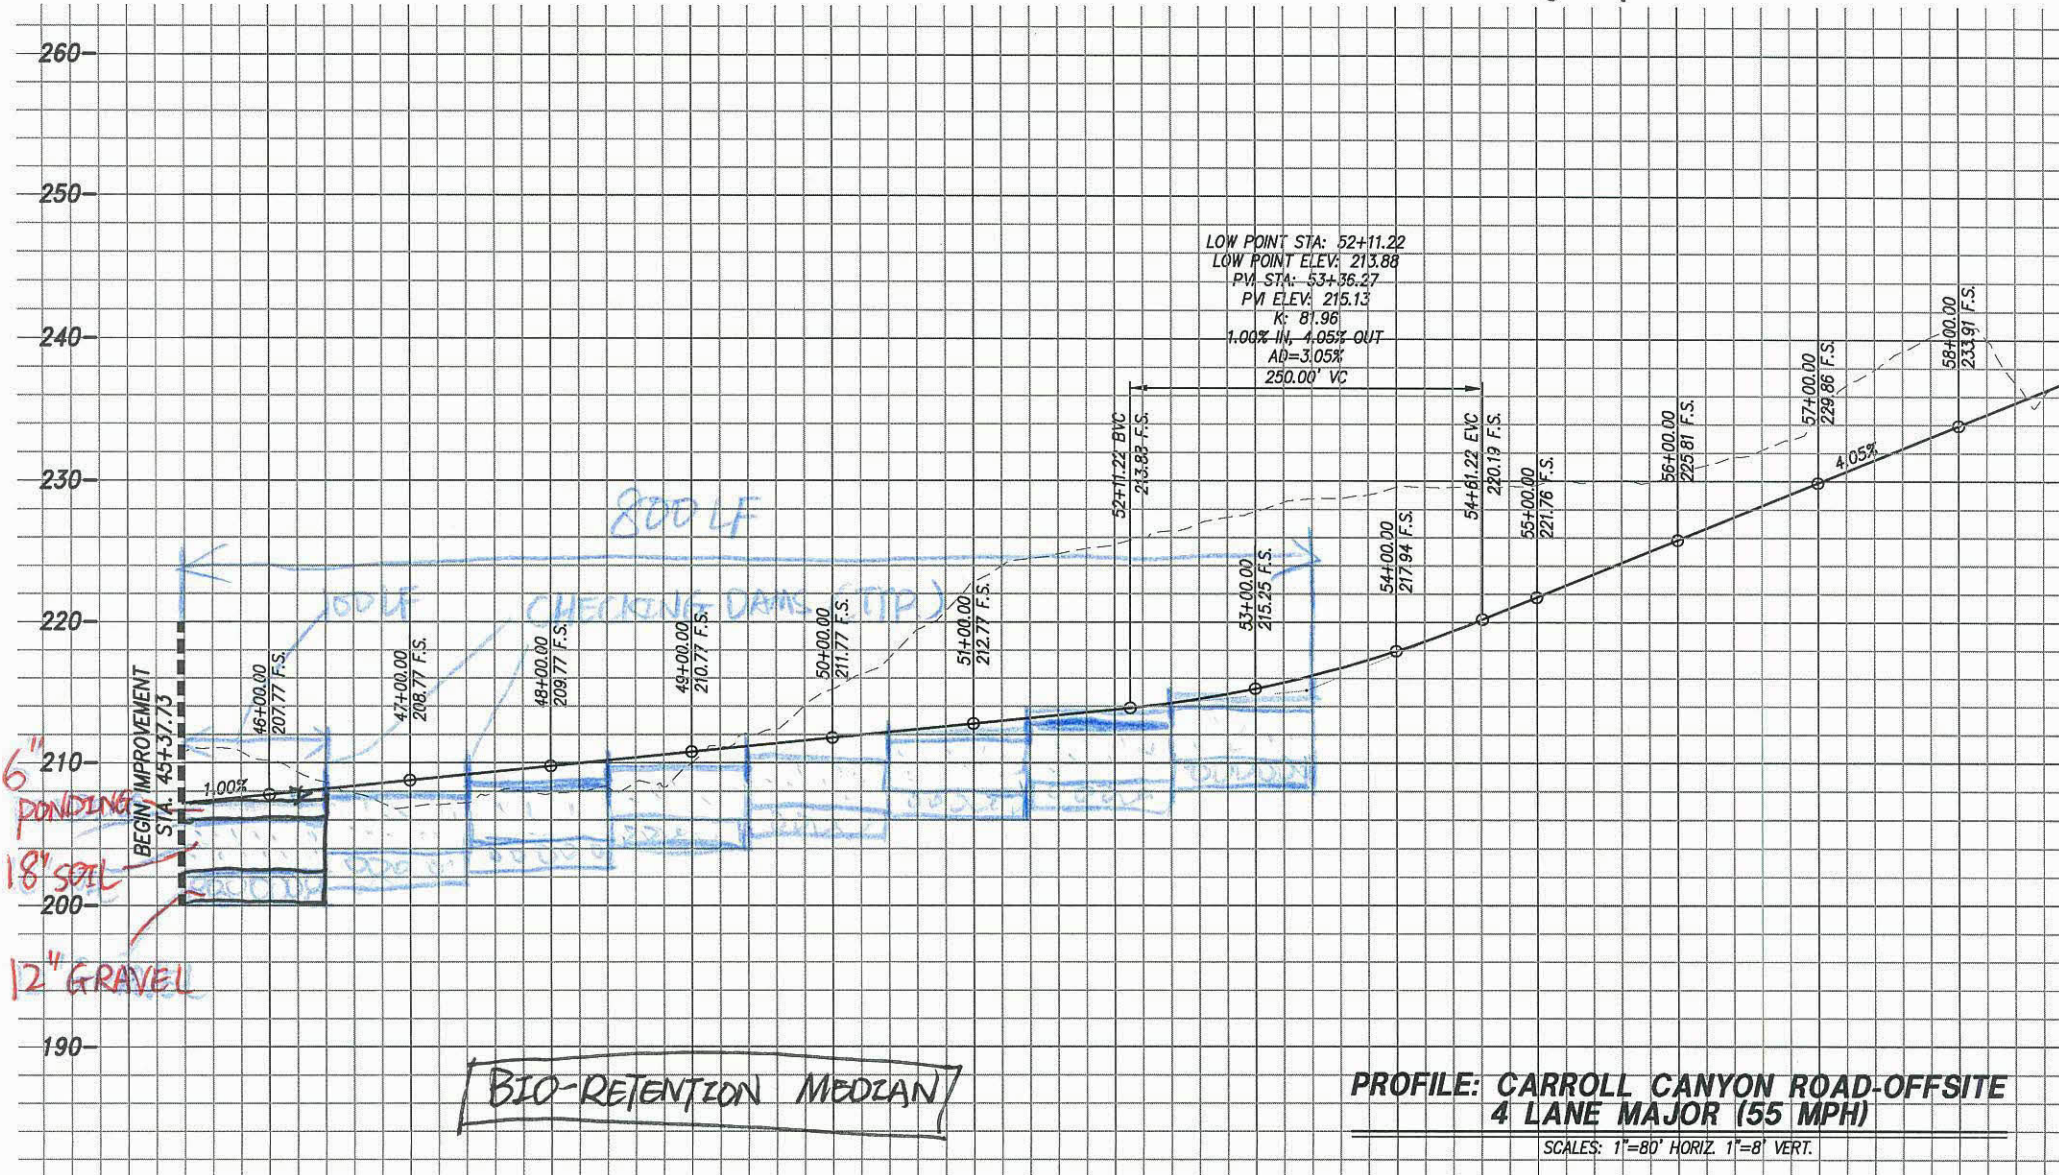 260
250
240
230
220
210
200
190
LOW POINT STA: 52+11.22
LOW POINT ELEV: 213.88
PVI STA: 53+36.27
PVI ELEV: 215.13
K: 81.96
1.00% IN, 4.05% OUT
AD=3.05%
250.00' VC
52+11.22 BVC
213.88 F.S.
54+61.22 EVC
220.19 F.S.
58+00.00
233.91 F.S.
57+00.00
229.86 F.S.
56+00.00
225.81 F.S.
55+00.00
221.76 F.S.
54+00.00
217.94 F.S.
53+00.00
215.25 F.S.
4.05%
800 LF
100 LF
CHECKING DAMS (TYP.)
BEGIN IMPROVEMENT
STA. 45+37.73
46+00.00
207.77 F.S.
47+00.00
208.77 F.S.
48+00.00
209.77 F.S.
49+00.00
210.77 F.S.
50+00.00
211.77 F.S.
51+00.00
212.77 F.S.
1.00%
6"
PONDING
18" SOIL
12" GRAVEL
BIO-RETENTION MEDIAN
PROFILE: CARROLL CANYON ROAD-OFFSITE
4 LANE MAJOR (55 MPH)
SCALES: 1"=80' HORIZ. 1"=8' VERT.